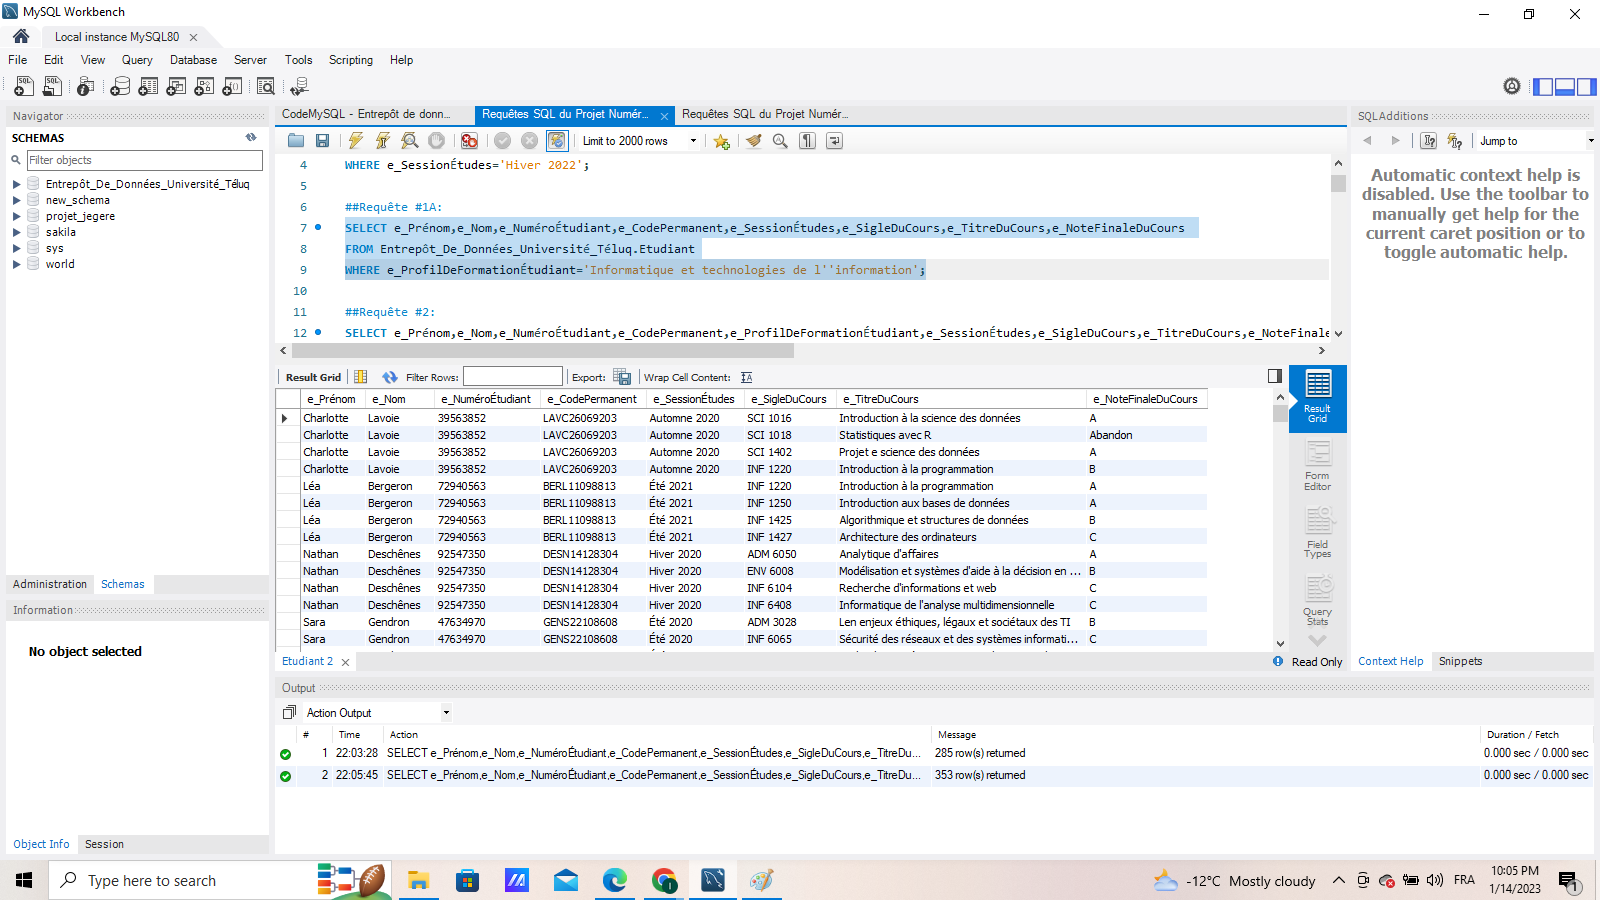 MySQL Workbench
Local instance MySQL80
File Edit View Query Database Server Tools Scripting Help
Navigator
SCHEMAS
Filter objects
Entrepôt_De_Données_Université_Téluq
new_schema
projet_jegere
sakila
sys
world
Administration Schemas
Information
No object selected
Object Info Session
CodeMySQL - Entrepôt de donn... Requêtes SQL du Projet Numér... Requêtes SQL du Projet Numér...
Limit to 2000 rows
4 WHERE e_SessionÉtudes='Hiver 2022';
5
6 ##Requête #1A:
7 SELECT e_Prénom,e_Nom,e_NuméroÉtudiant,e_CodePermanent,e_SessionÉtudes,e_SigleDuCours,e_TitreDuCours,e_NoteFinaleDuCours
8 FROM Entrepôt_De_Données_Université_Téluq.Etudiant
9 WHERE e_ProfilDeFormationÉtudiant='Informatique et technologies de l''information';
10
11 ##Requête #2:
12 SELECT e_Prénom,e_Nom,e_NuméroÉtudiant,e_CodePermanent,e_ProfilDeFormationÉtudiant,e_SessionÉtudes,e_SigleDuCours,e_TitreDuCours,e_NoteFinale
Result Grid Filter Rows: Export: Wrap Cell Content:
e_Prénom e_Nom e_NuméroÉtudiant e_CodePermanent e_SessionÉtudes e_SigleDuCours e_TitreDuCours e_NoteFinaleDuCours
Charlotte Lavoie 39563852 LAVC26069203 Automne 2020 SCI 1016 Introduction à la science des données A
Charlotte Lavoie 39563852 LAVC26069203 Automne 2020 SCI 1018 Statistiques avec R Abandon
Charlotte Lavoie 39563852 LAVC26069203 Automne 2020 SCI 1402 Projet e science des données A
Charlotte Lavoie 39563852 LAVC26069203 Automne 2020 INF 1220 Introduction à la programmation B
Léa Bergeron 72940563 BERL11098813 Été 2021 INF 1220 Introduction à la programmation A
Léa Bergeron 72940563 BERL11098813 Été 2021 INF 1250 Introduction aux bases de données A
Léa Bergeron 72940563 BERL11098813 Été 2021 INF 1425 Algorithmique et structures de données B
Léa Bergeron 72940563 BERL11098813 Été 2021 INF 1427 Architecture des ordinateurs C
Nathan Deschênes 92547350 DESN14128304 Hiver 2020 ADM 6050 Analytique d'affaires A
Nathan Deschênes 92547350 DESN14128304 Hiver 2020 ENV 6008 Modélisation et systèmes d'aide à la décision en ... B
Nathan Deschênes 92547350 DESN14128304 Hiver 2020 INF 6104 Recherche d'informations et web C
Nathan Deschênes 92547350 DESN14128304 Hiver 2020 INF 6408 Informatique de l'analyse multidimensionnelle C
Sara Gendron 47634970 GENS22108608 Été 2020 ADM 3028 Len enjeux éthiques, légaux et sociétaux des TI B
Sara Gendron 47634970 GENS22108608 Été 2020 INF 6065 Sécurité des réseaux et des systèmes informati... C
Result Grid
Form Editor
Field Types
Query Stats
Etudiant 2 Read Only
SQLAdditions
Jump to
Automatic context help is
disabled. Use the toolbar to
manually get help for the
current caret position or to
toggle automatic help.
Context Help Snippets
Output
Action Output
# Time Action Message Duration / Fetch
1 22:03:28 SELECT e_Prénom,e_Nom,e_NuméroÉtudiant,e_CodePermanent,e_SessionÉtudes,e_SigleDuCours,e_TitreDu... 285 row(s) returned 0.000 sec / 0.000 sec
2 22:05:45 SELECT e_Prénom,e_Nom,e_NuméroÉtudiant,e_CodePermanent,e_SessionÉtudes,e_SigleDuCours,e_TitreDu... 353 row(s) returned 0.000 sec / 0.000 sec
Type here to search
-12°C Mostly cloudy
FRA
10:05 PM
1/14/2023
1